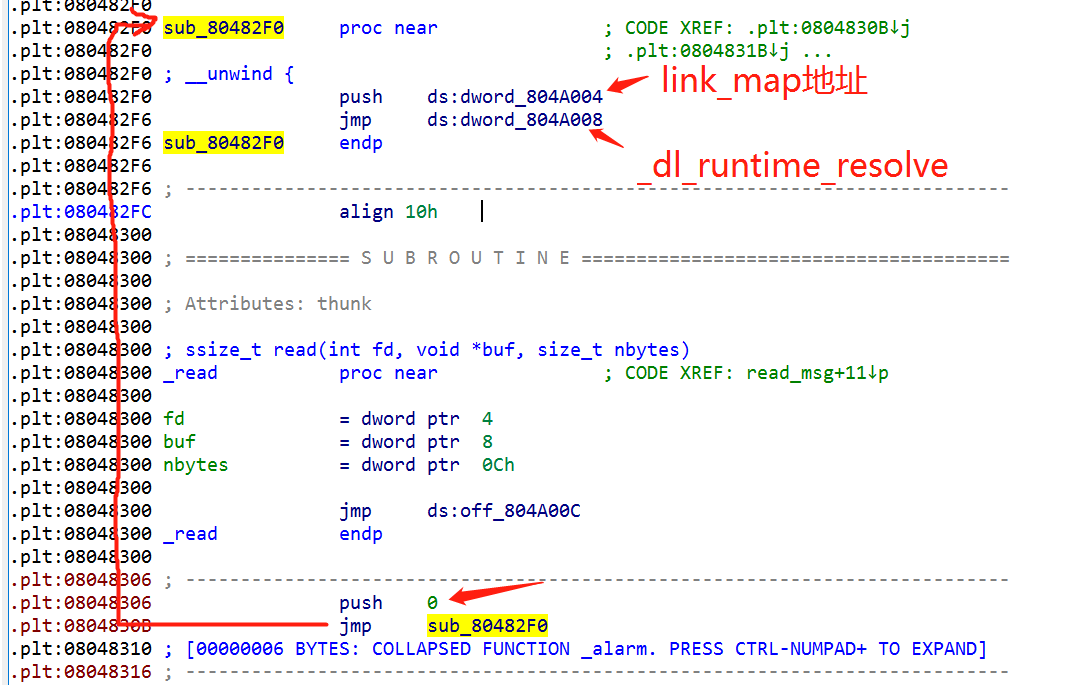 .plt:080482F0
.plt:080482F0 sub_80482F0 proc near ; CODE XREF: .plt:0804830B↓j
.plt:080482F0 ; .plt:0804831B↓j ...
.plt:080482F0 ; __unwind {
.plt:080482F0 push ds:dword_804A004
link_map地址
.plt:080482F6 jmp ds:dword_804A008
.plt:080482F6 sub_80482F0 endp
.plt:080482F6
_dl_runtime_resolve
.plt:080482F6 ; ---------------------------------------------------------------------------
.plt:080482FC align 10h
.plt:08048300
.plt:08048300 ; =============== S U B R O U T I N E =======================================
.plt:08048300
.plt:08048300 ; Attributes: thunk
.plt:08048300
.plt:08048300 ; ssize_t read(int fd, void *buf, size_t nbytes)
.plt:08048300 _read proc near ; CODE XREF: read_msg+11↓p
.plt:08048300
.plt:08048300 fd = dword ptr 4
.plt:08048300 buf = dword ptr 8
.plt:08048300 nbytes = dword ptr 0Ch
.plt:08048300
.plt:08048300 jmp ds:off_804A00C
.plt:08048300 _read endp
.plt:08048300
.plt:08048306 ; ---------------------------------------------------------------------------
.plt:08048306 push 0
.plt:0804830B jmp sub_80482F0
.plt:08048310 ; [00000006 BYTES: COLLAPSED FUNCTION _alarm. PRESS CTRL-NUMPAD+ TO EXPAND]
.plt:08048316 ; ---------------------------------------------------------------------------